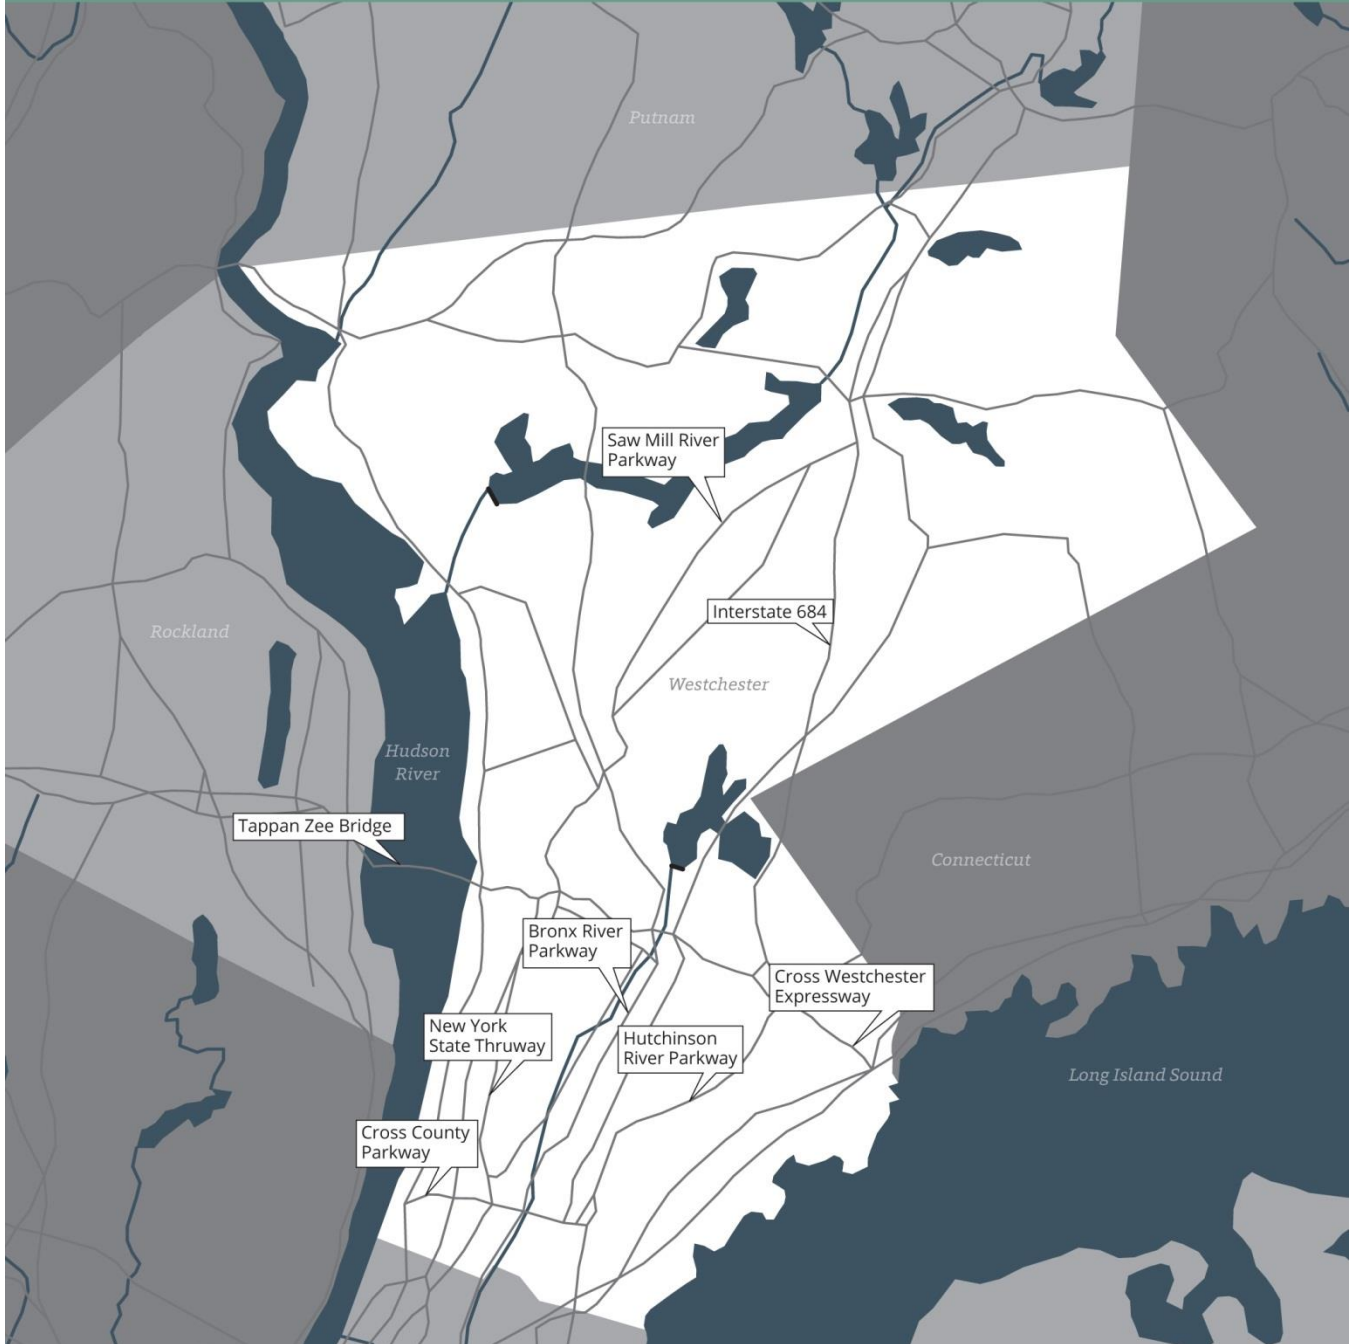 Putnam
Saw Mill River
Parkway
Interstate 684
Rockland
Westchester
Hudson
River
Tappan Zee Bridge
Connecticut
Bronx River
Parkway
Cross Westchester
Expressway
New York
State Thruway
Hutchinson
River Parkway
Long Island Sound
Cross County
Parkway